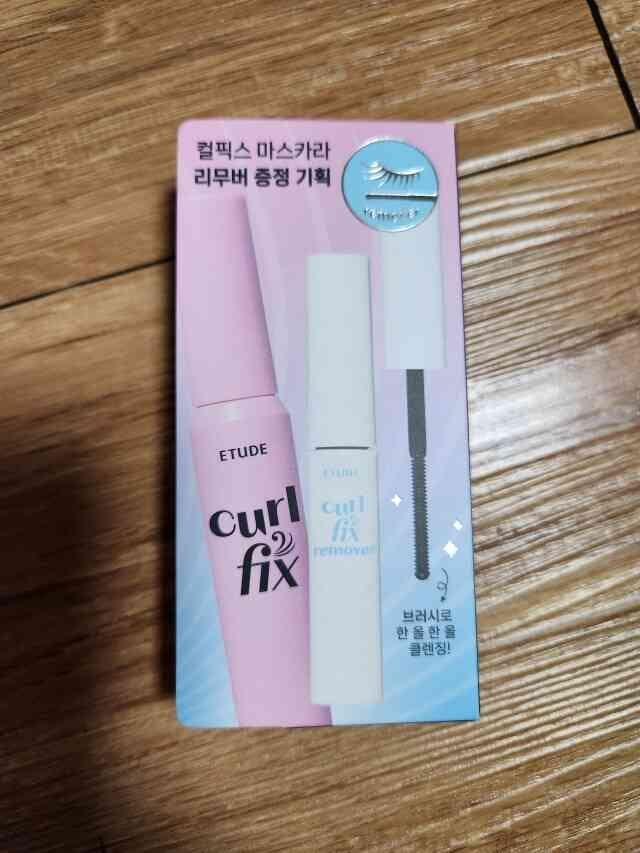 컬픽스 마스카라
리무버 증정 기획
remover
ETUDE
curl
fix
ETUDE
curl
fix
remover
브러시로
한 올 한 올
클렌징!